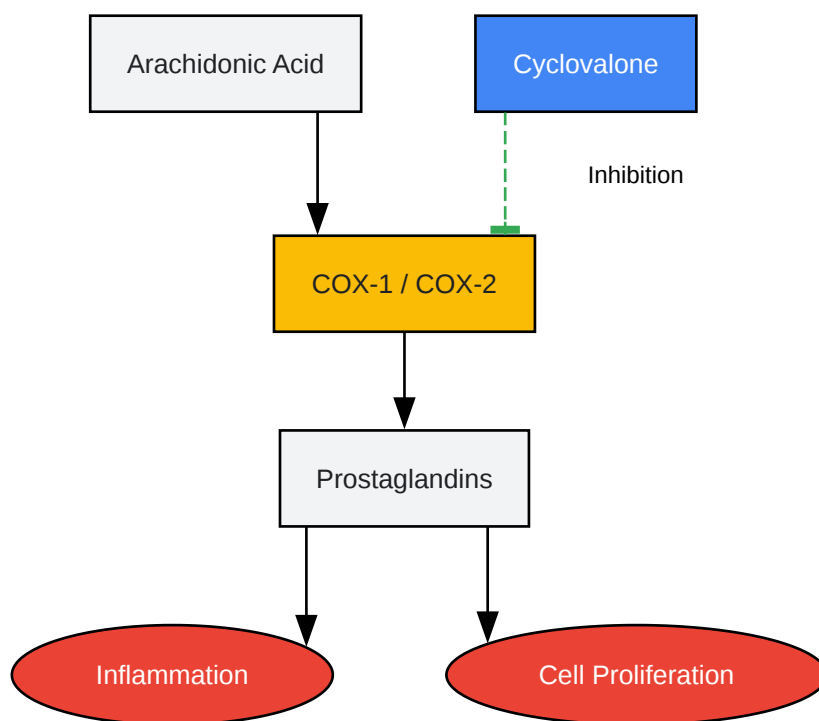 Arachidonic Acid
Cyclovalone
Inhibition
COX-1 / COX-2
Prostaglandins
Inflammation
Cell Proliferation